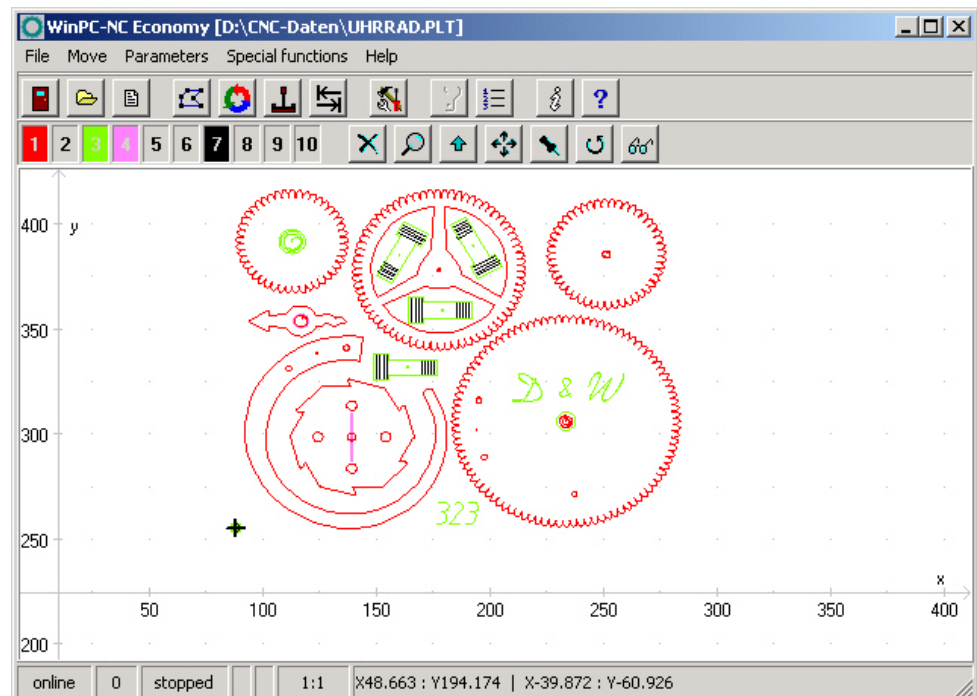 WinPC-NC Economy [D:\CNC-Daten\UHRRAD.PLT]
File Move Parameters Special functions Help
?
1 2 3 4 5 6 7 8 9 10
400 y
350
D & W
300
323
250
x
50 100 150 200 250 300 350 400
200
online 0 stopped 1:1 X48.663 : Y194.174 | X-39.872 : Y-60.926